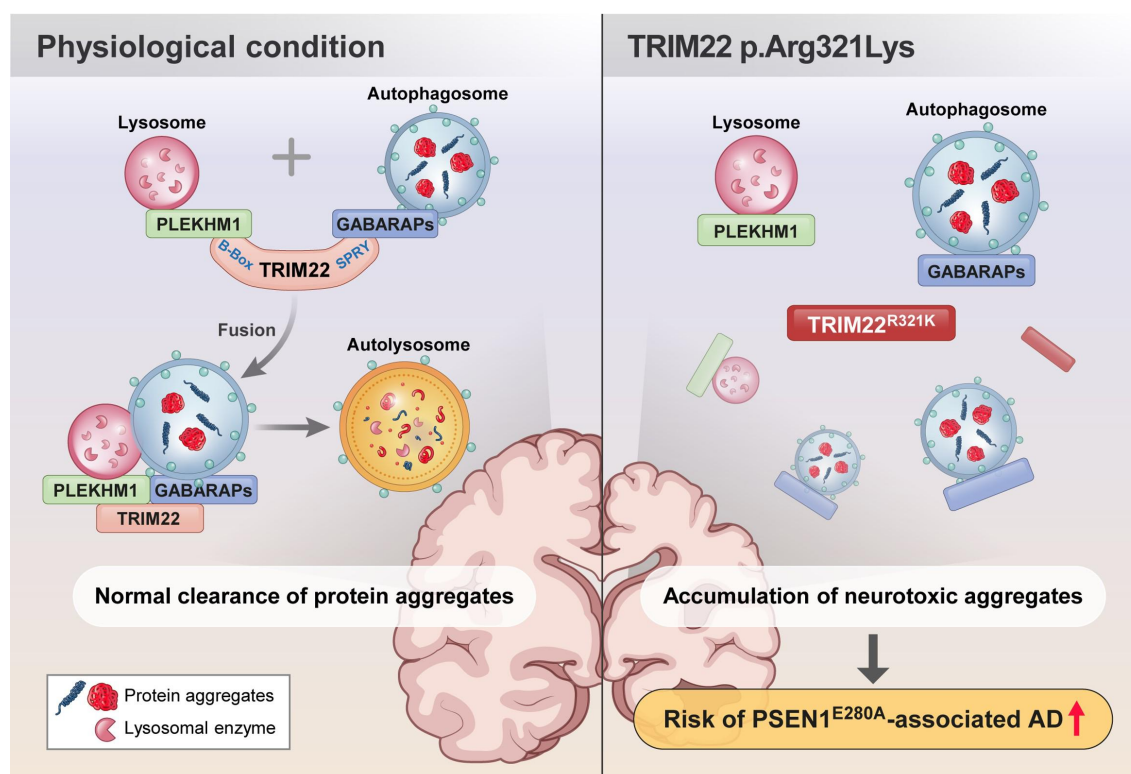 Physiological condition
Lysosome
Autophagosome
PLEKHM1
GABARAPs
B-Box
TRIM22
SPRY
Fusion
Autolysosome
PLEKHM1
GABARAPs
TRIM22
Normal clearance of protein aggregates
Protein aggregates
Lysosomal enzyme
TRIM22 p.Arg321Lys
Lysosome
Autophagosome
PLEKHM1
GABARAPs
TRIM22R321K
Accumulation of neurotoxic aggregates
Risk of PSEN1E280A-associated AD